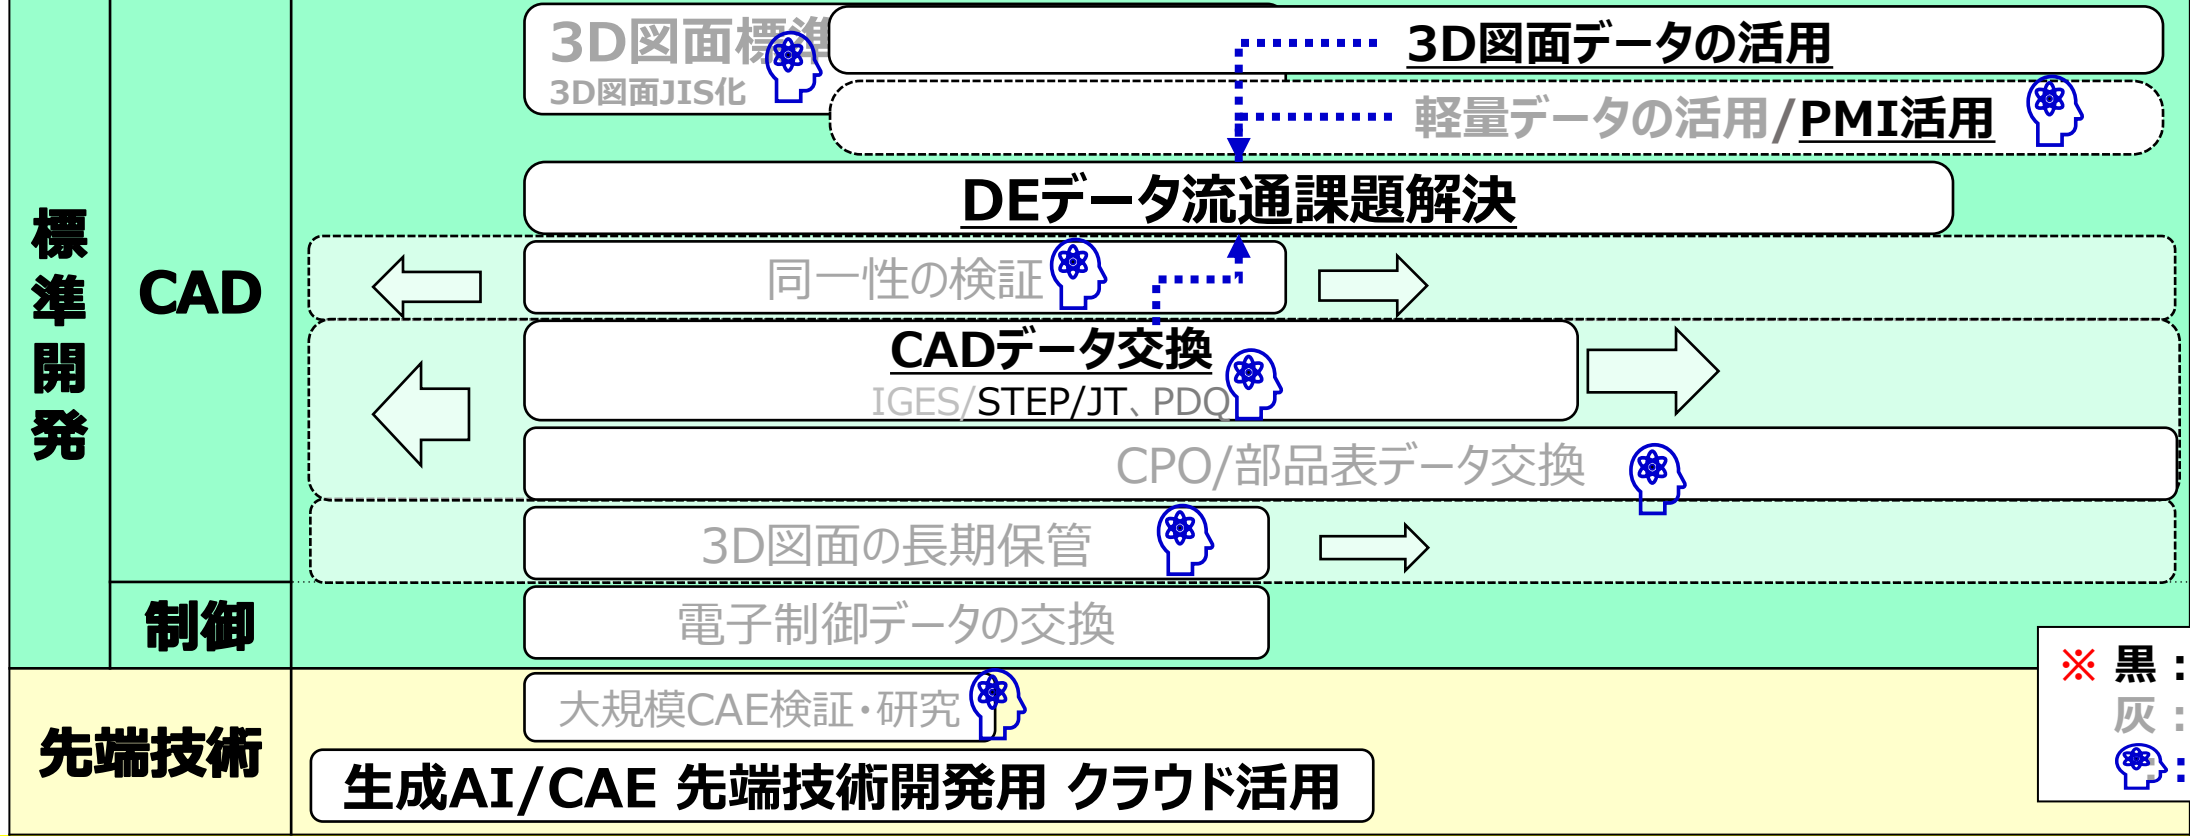 標準開発
CAD
3D図面標準
3D図面JIS化
3D図面データの活用
軽量データの活用/PMI活用
DEデータ流通課題解決
同一性の検証
CADデータ交換
IGES/STEP/JT、PDQ
CPO/部品表データ交換
3D図面の長期保管
制御
電子制御データの交換
先端技術
大規模CAE検証・研究
生成AI/CAE 先端技術開発用 クラウド活用
※ 黒：
灰：
：